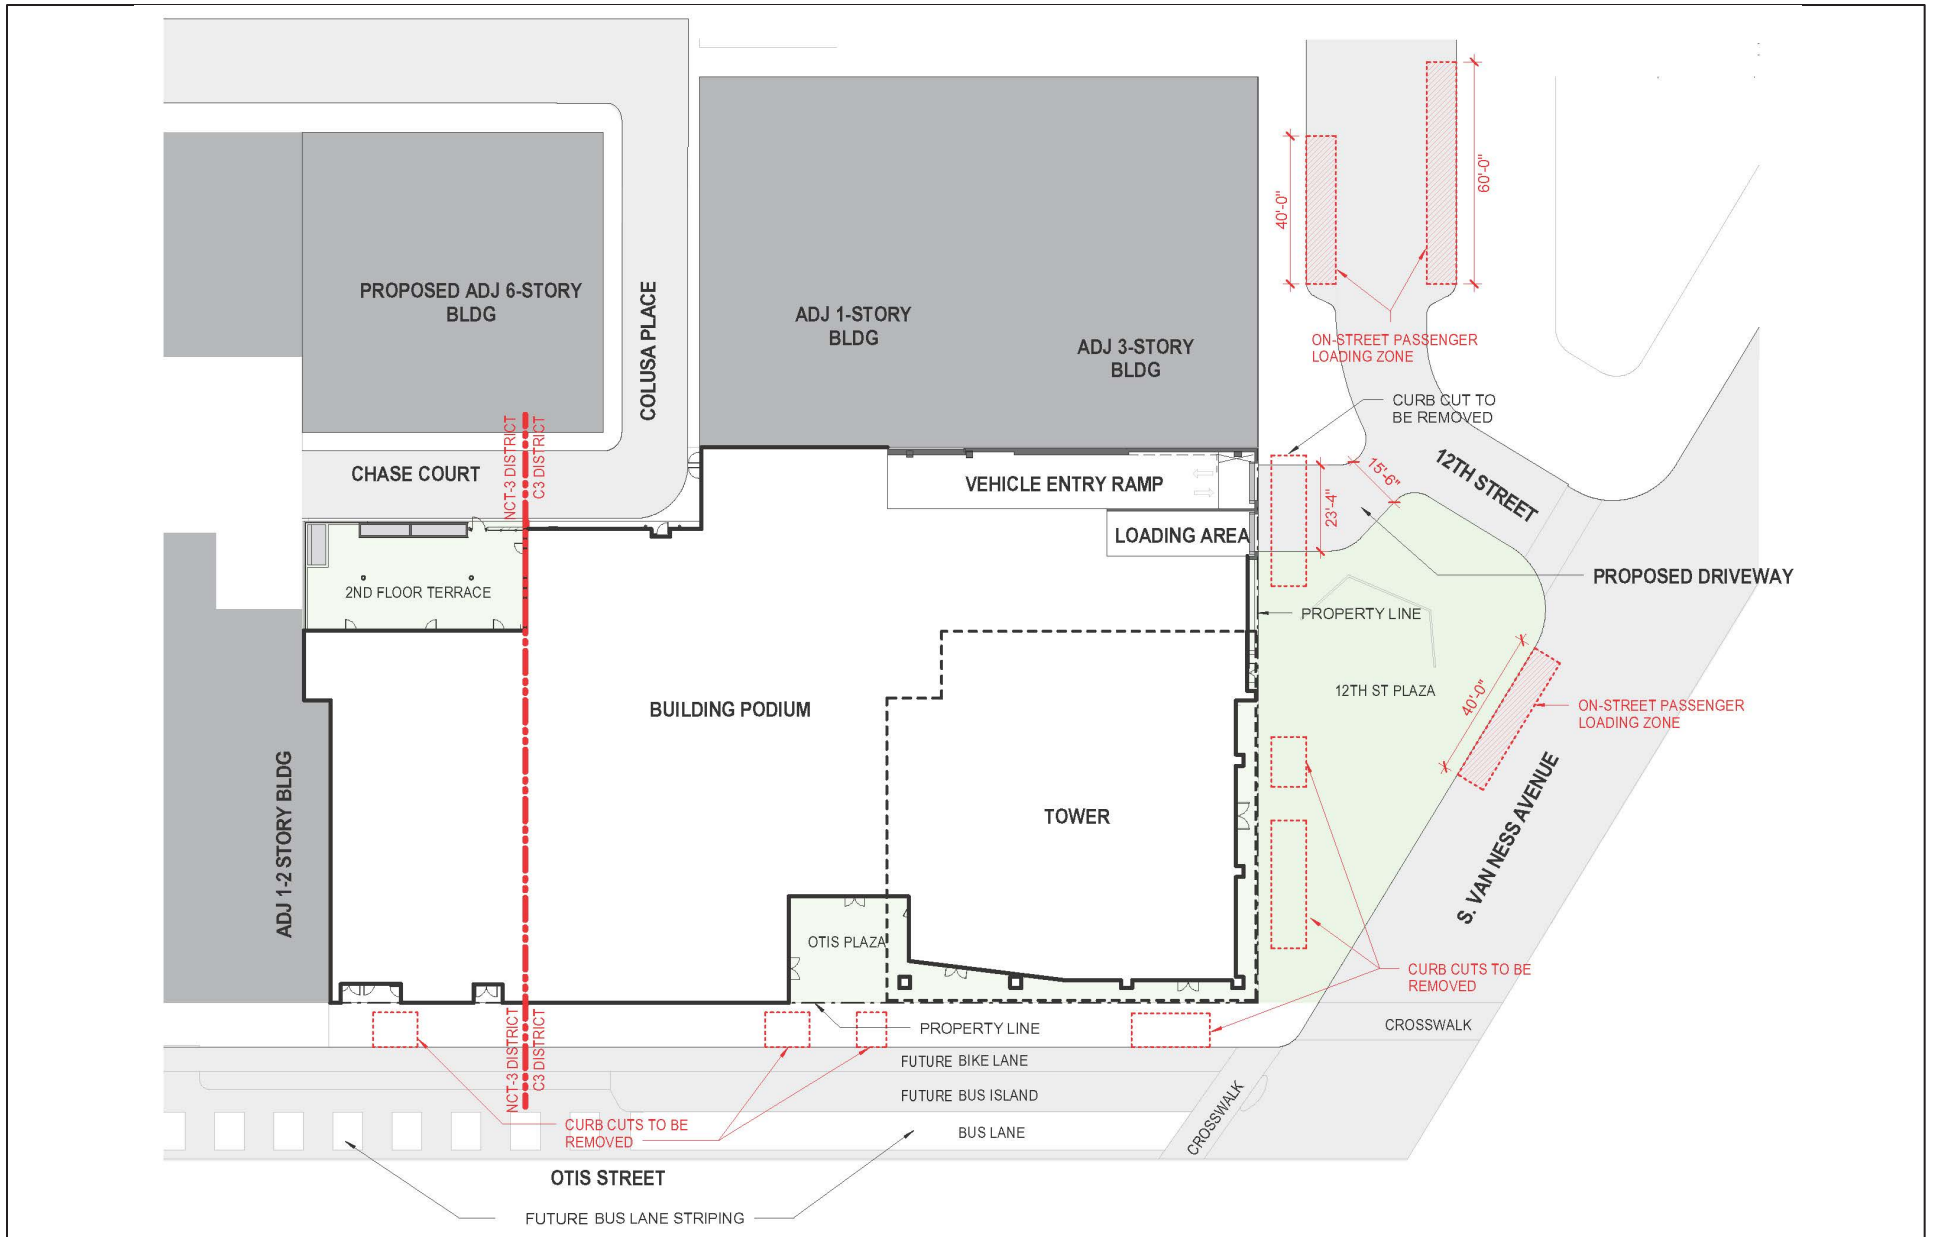 PROPOSED ADJ 6-STORY
BLDG
COLUSA PLACE
ADJ 1-STORY
BLDG
ADJ 3-STORY
BLDG
40'-0"
60'-0"
ON-STREET PASSENGER
LOADING ZONE
CURB CUT TO
BE REMOVED
12TH STREET
NCT-3 DISTRICT
C3 DISTRICT
CHASE COURT
VEHICLE ENTRY RAMP
15'-6"
23'-4"
LOADING AREA
PROPOSED DRIVEWAY
2ND FLOOR TERRACE
PROPERTY LINE
12TH ST PLAZA
40'-0"
ON-STREET PASSENGER
LOADING ZONE
BUILDING PODIUM
TOWER
S. VAN NESS AVENUE
ADJ 1-2 STORY BLDG
OTIS PLAZA
CURB CUTS TO BE
REMOVED
NCT-3 DISTRICT
C3 DISTRICT
PROPERTY LINE
CROSSWALK
FUTURE BIKE LANE
FUTURE BUS ISLAND
CROSSWALK
CURB CUTS TO BE
REMOVED
BUS LANE
OTIS STREET
FUTURE BUS LANE STRIPING